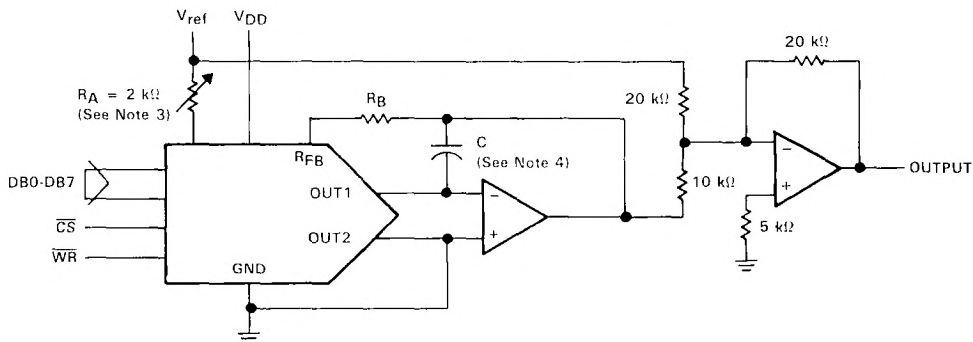 Vref
VDD
RA = 2 kΩ
(See Note 3)
RB
20 kΩ
20 kΩ
RFB
C
(See Note 4)
DB0-DB7
OUT1
−
−
OUTPUT
10 kΩ
CS
OUT2
+
+
5 kΩ
WR
GND